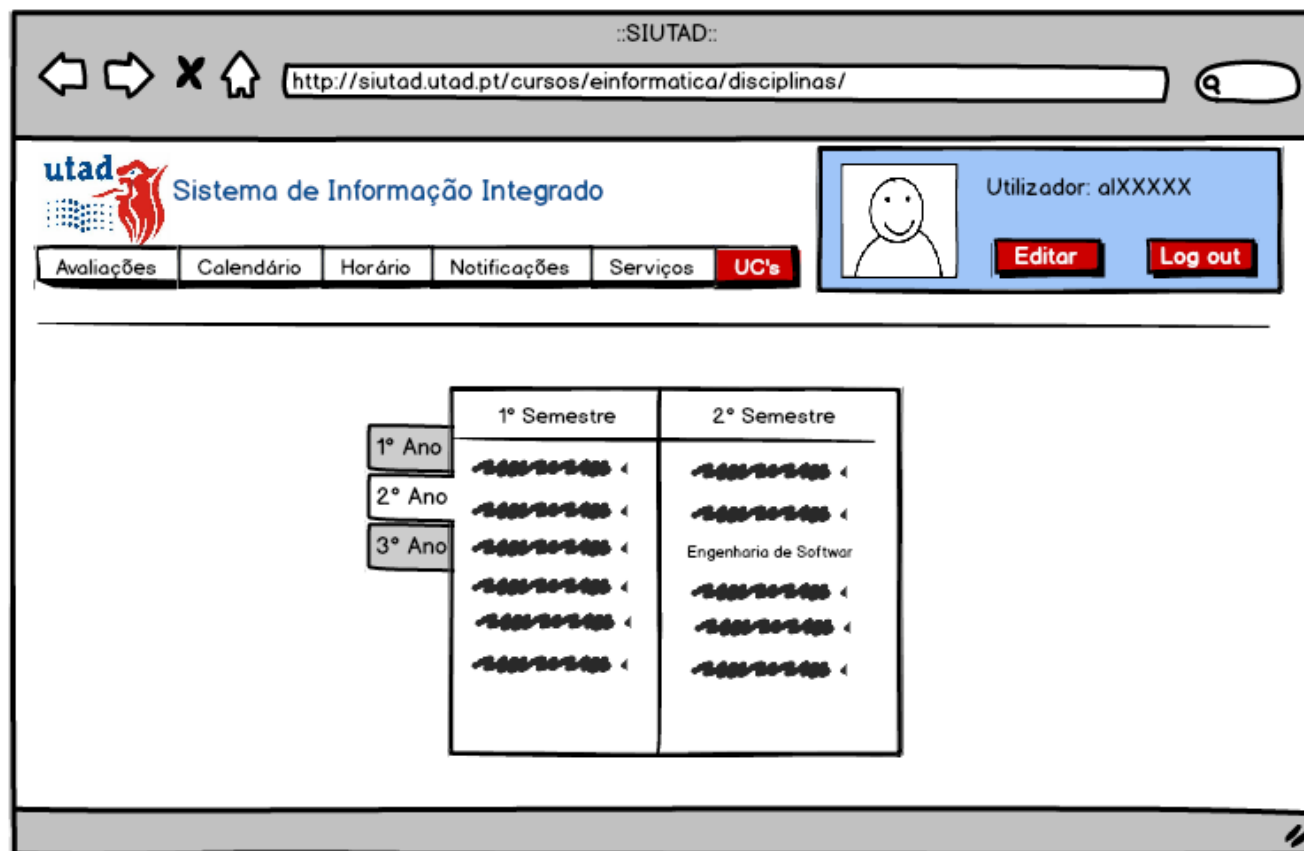 ::SIUTAD::
http://siutad.utad.pt/cursos/einformatica/disciplinas/
utad
Sistema de Informação Integrado
Utilizador: alXXXXX
Editar
Log out
Avaliações
Calendário
Horário
Notificações
Serviços
UC's
1º Semestre
2º Semestre
1º Ano
2º Ano
3º Ano
Engenharia de Softwar